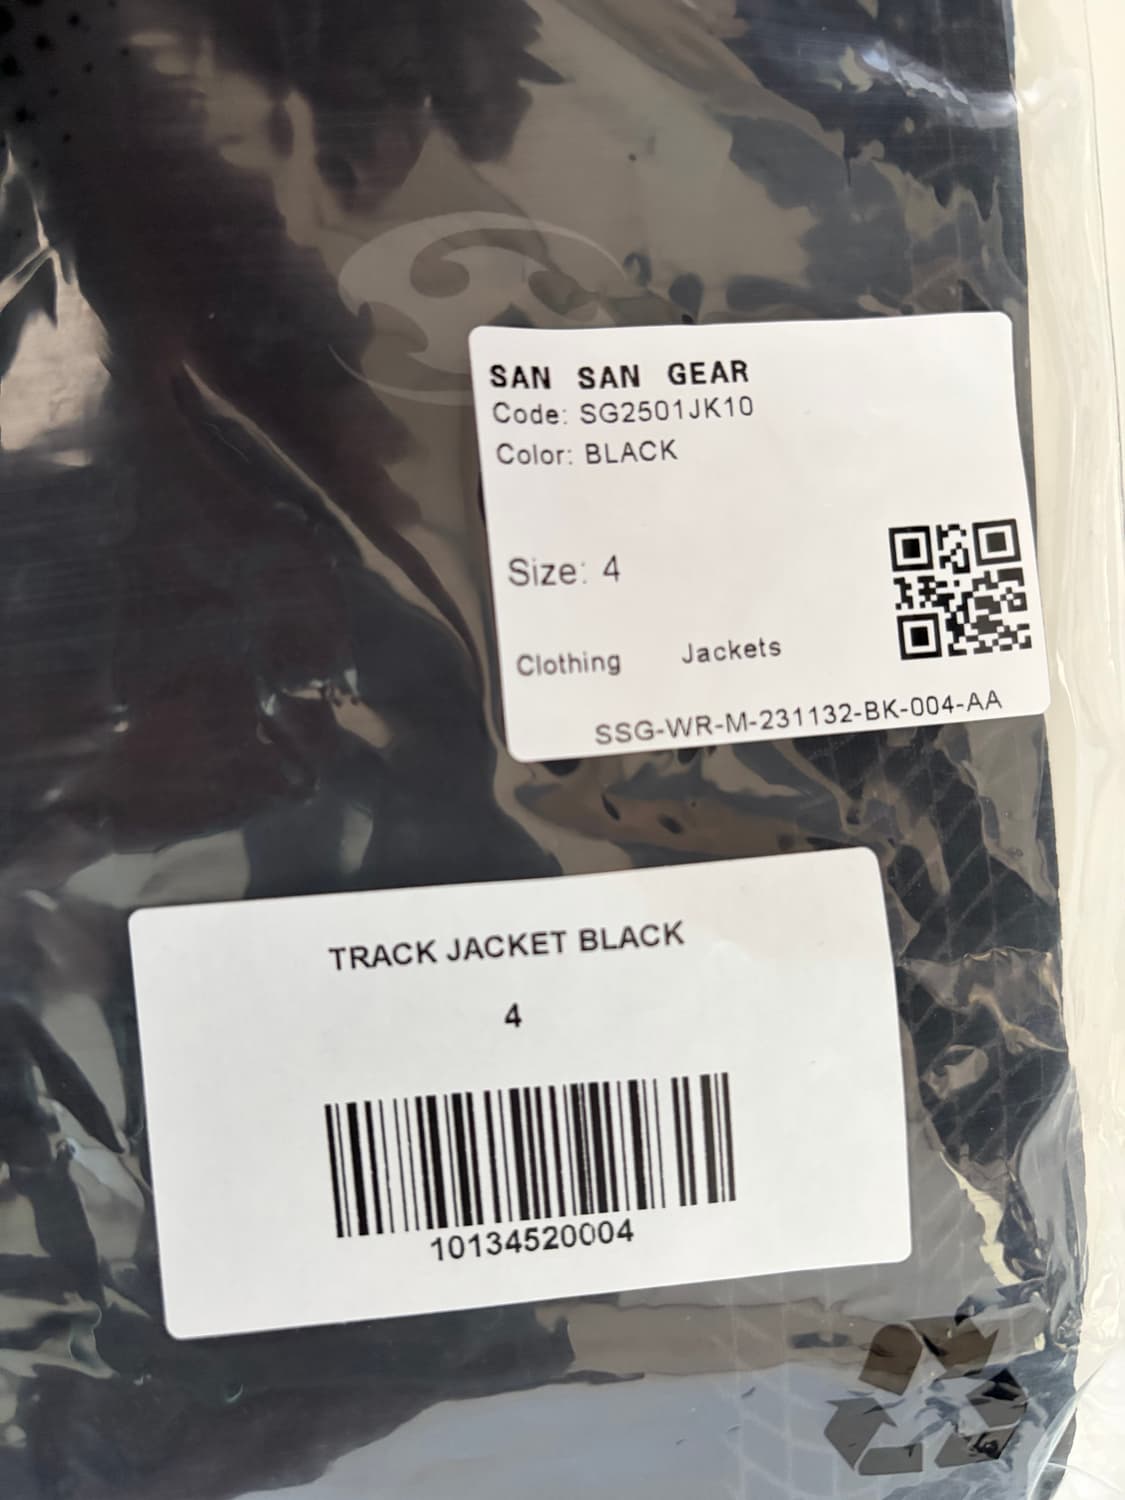 SAN SAN GEAR
Code: SG2501JK10
Color: BLACK
Size: 4
Clothing Jackets
SSG-WR-M-231132-BK-004-AA
TRACK JACKET BLACK
4
10134520004